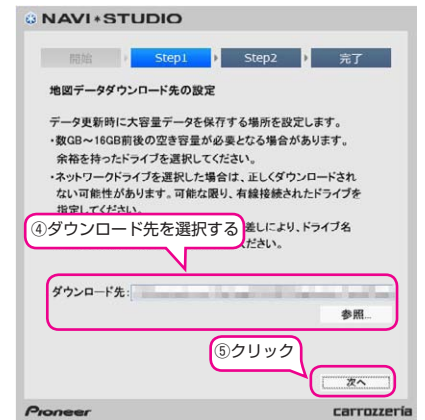 NAVI*STUDIO
開始 Step1 Step2 完了
地図データダウンロード先の設定
データ更新時に大容量データを保存する場所を設定します。
・数GB～16GB前後の空き容量が必要となる場合があります。
余裕を持ったドライブを選択してください。
・ネットワークドライブを選択した場合は、正しくダウンロードされ
ない可能性があります。可能な限り、有線接続されたドライブを
指定してください。
④ダウンロード先を選択する
差しにより、ドライブ名
ださい。
ダウンロード先:
参照...
⑤クリック
次へ
Pioneer carrozzeria